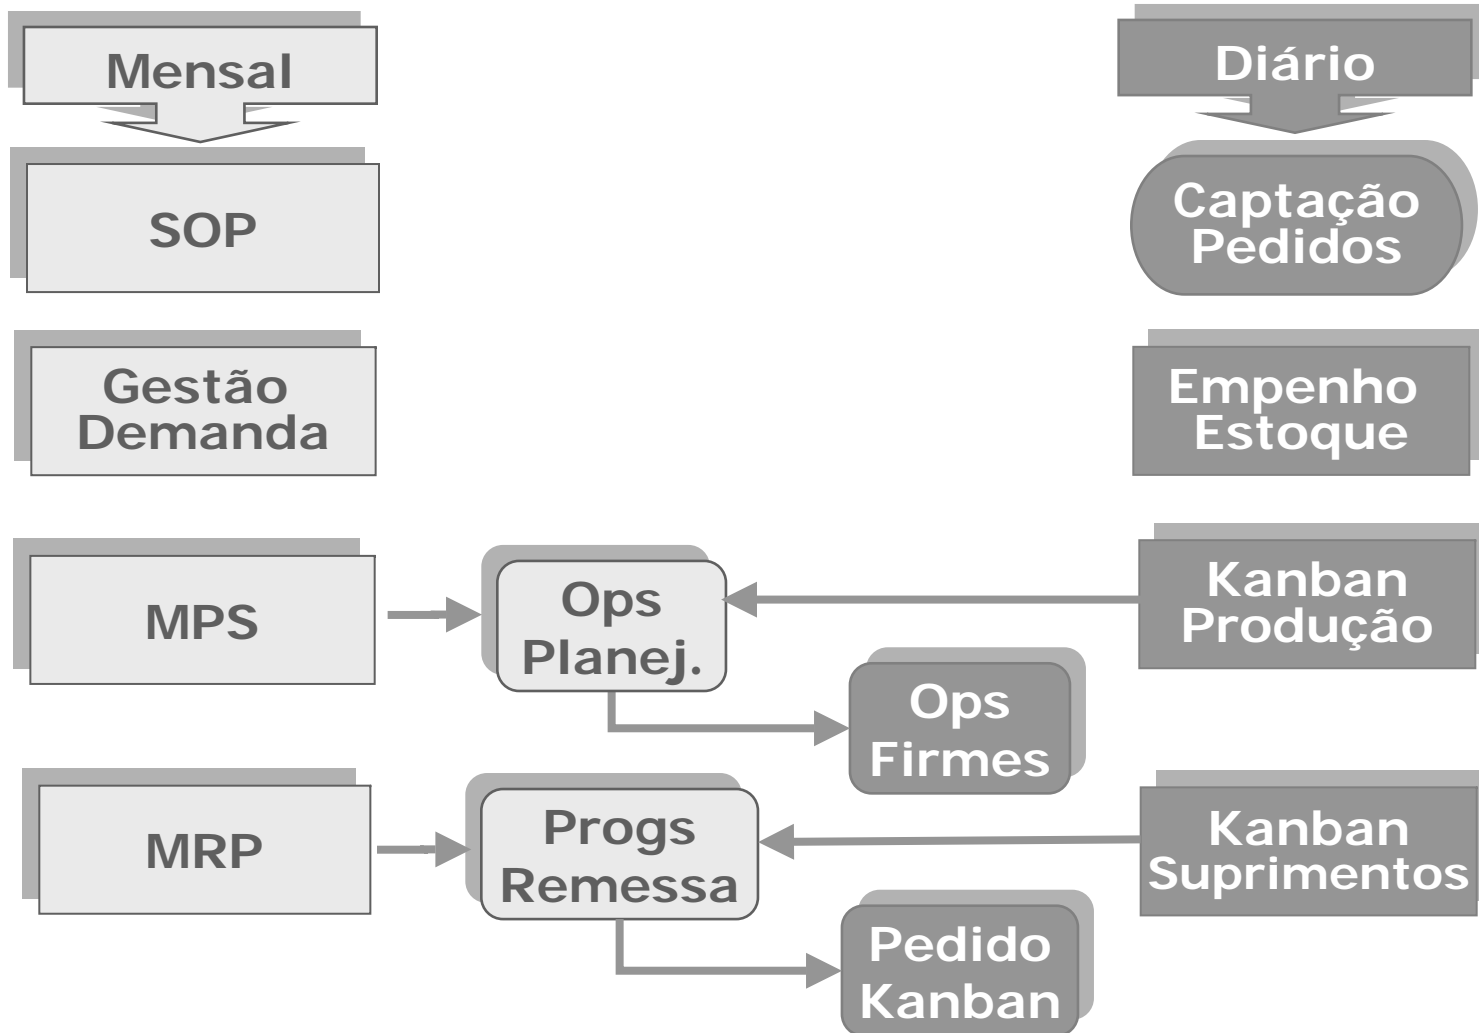 Mensal
Diário
SOP
Captação
Pedidos
Gestão
Demanda
Empenho
Estoque
MPS
Ops
Planej.
Kanban
Produção
Ops
Firmes
MRP
Progs
Remessa
Kanban
Suprimentos
Pedido
Kanban